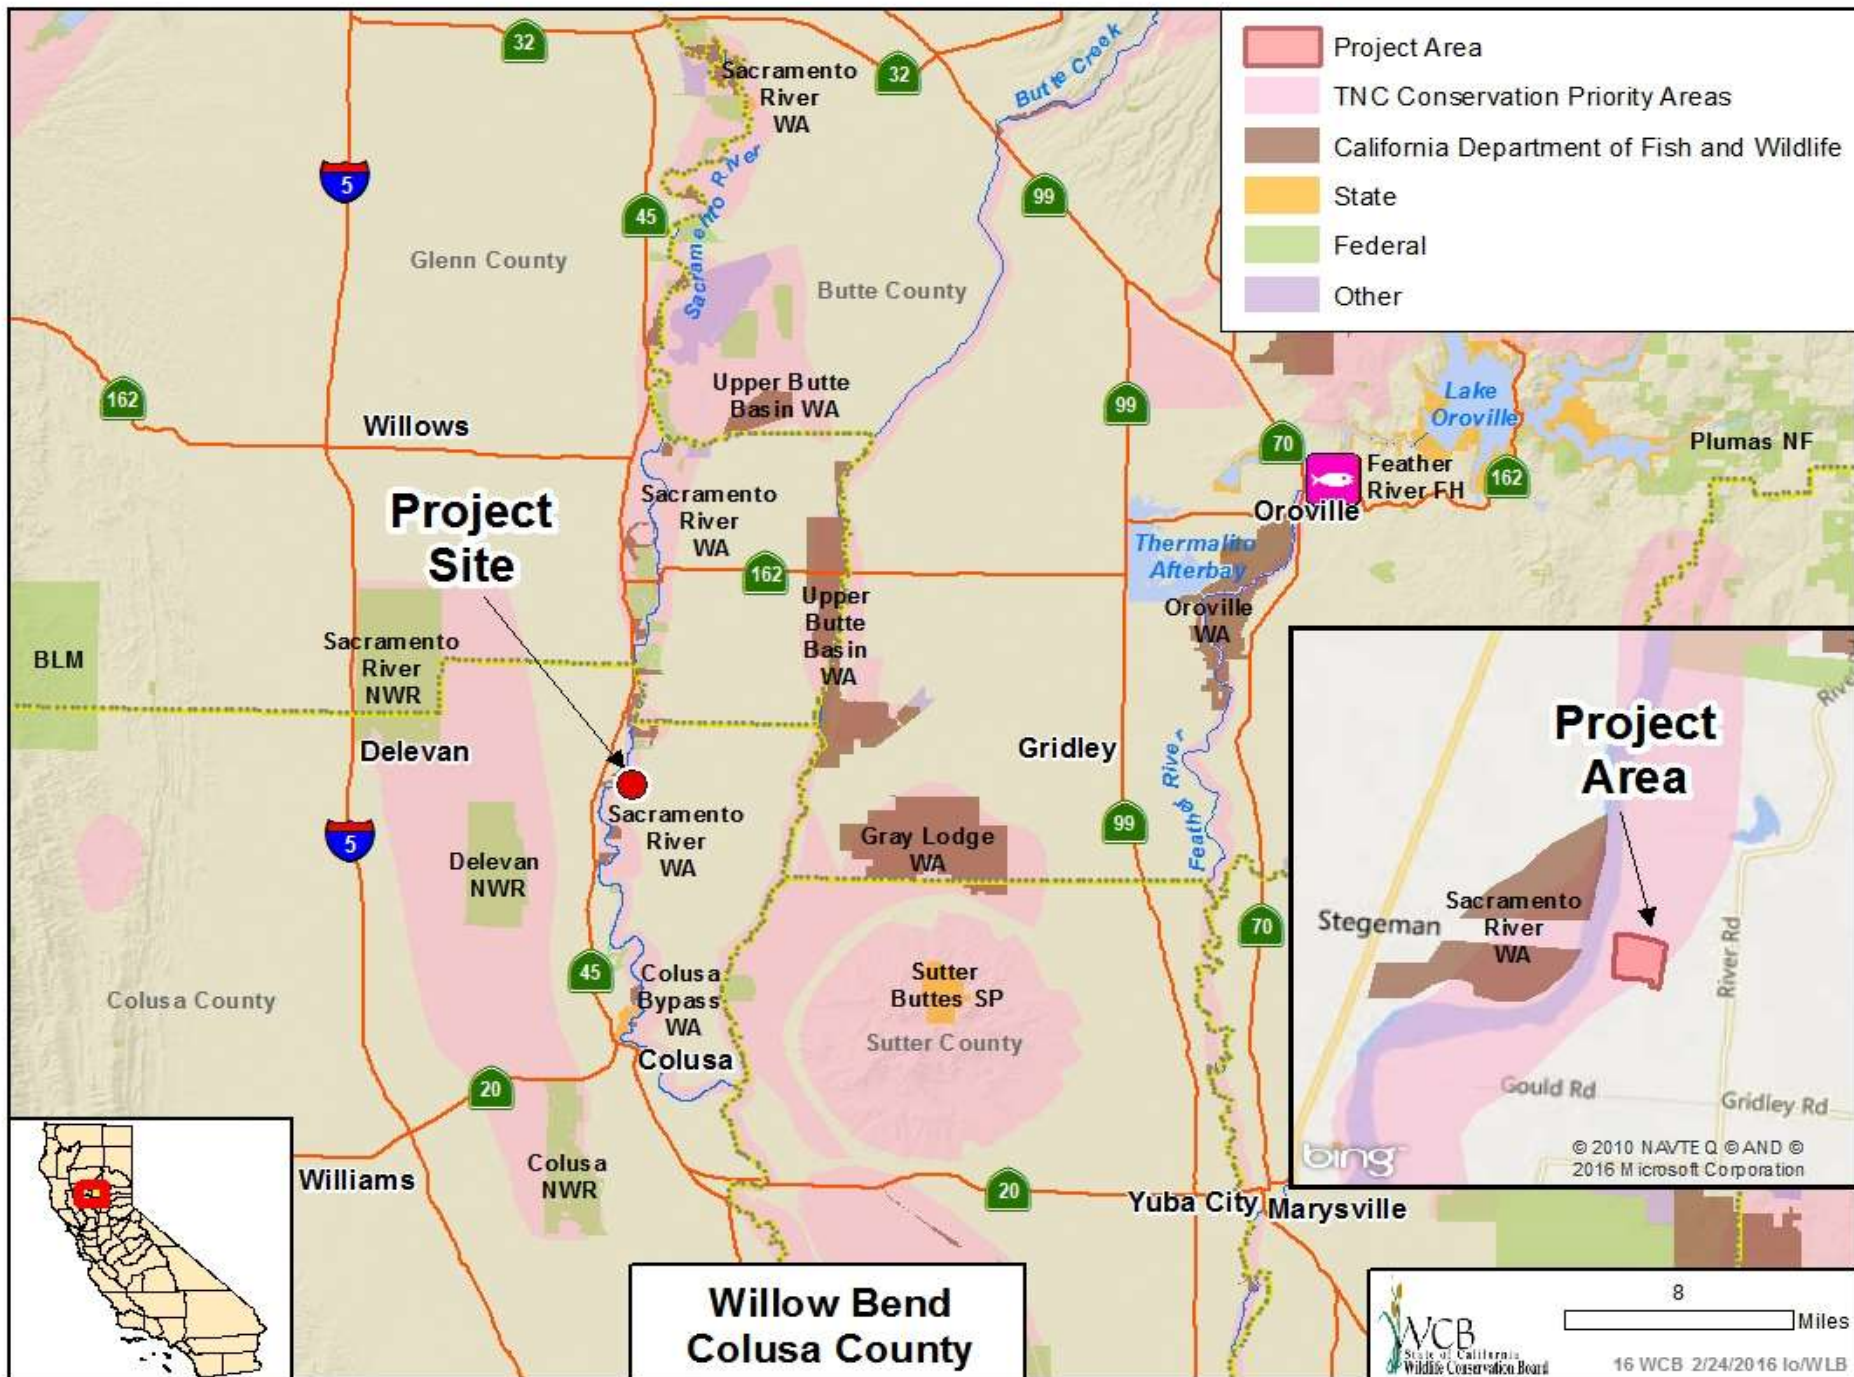 32
32
Sacramento
River
WA
Butte Creek
Project Area
TNC Conservation Priority Areas
California Department of Fish and Wildlife
State
Federal
Other
5
45
99
Sacramento River
Glenn County
Butte County
162
Willows
Upper Butte
Basin WA
99
70
Lake
Oroville
162
Plumas NF
Feather
River FH
Oroville
Project
Site
Sacramento
River
WA
162
Thermalito
Afterbay
Upper
Butte
Basin
WA
Oroville
WA
BLM
Sacramento
River
NWR
Delevan
Gridley
Feather River
5
Sacramento
River
WA
Delevan
NWR
Gray Lodge
WA
99
70
45
Colusa County
Colusa
Bypass
WA
Colusa
Sutter
Buttes SP
Sutter County
20
Williams
Colusa
NWR
20
Yuba City
Marysville
Project
Area
Stegeman
Sacramento
River
WA
River Rd
Gould Rd
Gridley Rd
bing
© 2010 NAVTEQ © AND ©
2016 Microsoft Corporation
Willow Bend
Colusa County
WCB
State of California
Wildlife Conservation Board
8
Miles
16 WCB 2/24/2016 lo/WLB